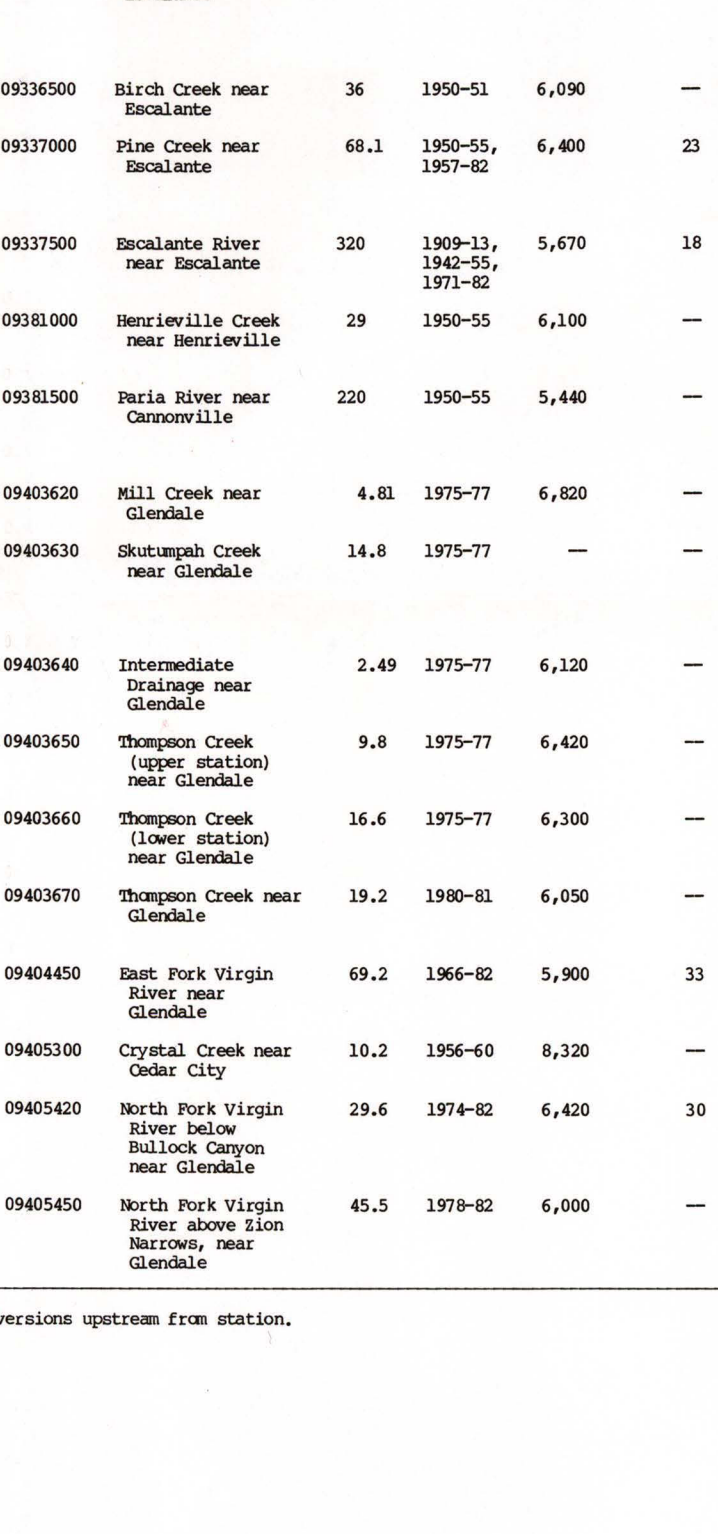 09336500 Birch Creek near 36 1950-51 6,090 —
Escalante
09337000 Pine Creek near 68.1 1950-55, 6,400 23
Escalante 1957-82
09337500 Escalante River 320 1909-13, 5,670 18
near Escalante 1942-55,
1971-82
09381000 Henrieville Creek 29 1950-55 6,100 —
near Henrieville
09381500 Paria River near 220 1950-55 5,440 —
Cannonville
09403620 Mill Creek near 4.81 1975-77 6,820 —
Glendale
09403630 Skutumpah Creek 14.8 1975-77 — —
near Glendale
09403640 Intermediate 2.49 1975-77 6,120 —
Drainage near
Glendale
09403650 Thompson Creek 9.8 1975-77 6,420 —
(upper station)
near Glendale
09403660 Thompson Creek 16.6 1975-77 6,300 —
(lower station)
near Glendale
09403670 Thompson Creek near 19.2 1980-81 6,050 —
Glendale
09404450 East Fork Virgin 69.2 1966-82 5,900 33
River near
Glendale
09405300 Crystal Creek near 10.2 1956-60 8,320 —
Cedar City
09405420 North Fork Virgin 29.6 1974-82 6,420 30
River below
Bullock Canyon
near Glendale
09405450 North Fork Virgin 45.5 1978-82 6,000 —
River above Zion
Narrows, near
Glendale
versions upstream from station.